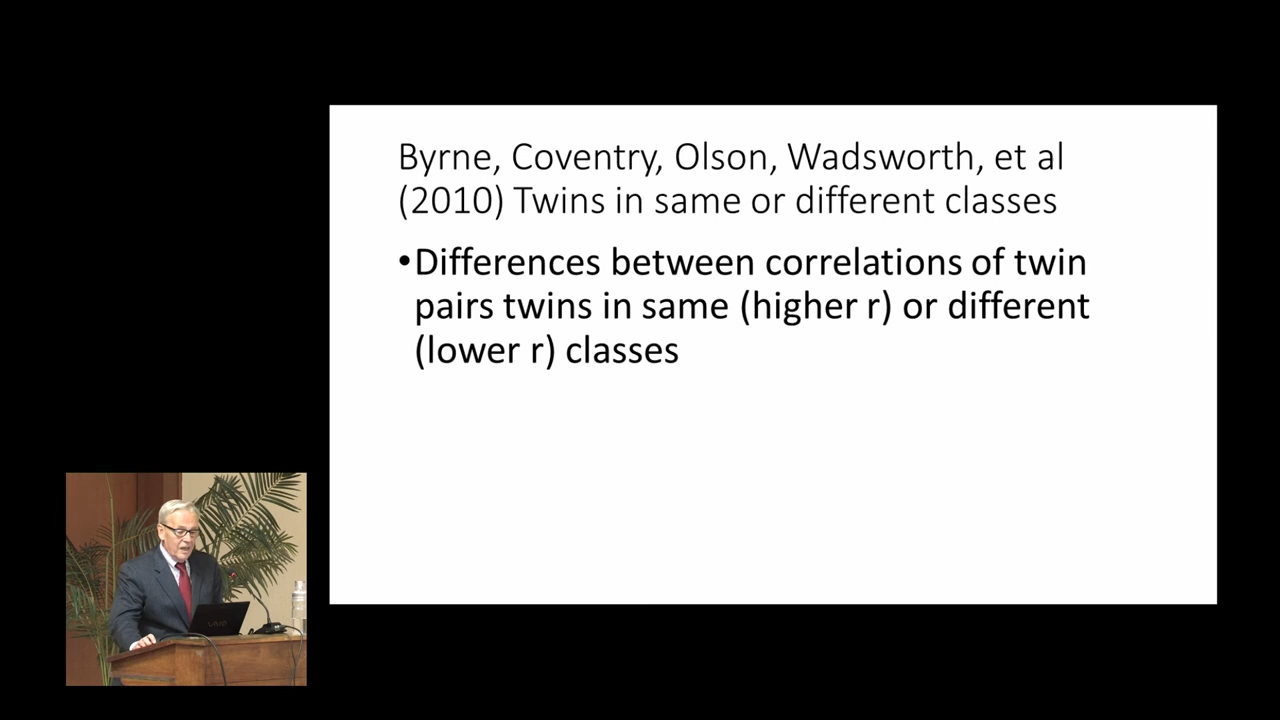 Byrne, Coventry, Olson, Wadsworth, et al
(2010) Twins in same or different classes
•Differences between correlations of twin
pairs twins in same (higher r) or different
(lower r) classes
VAIO